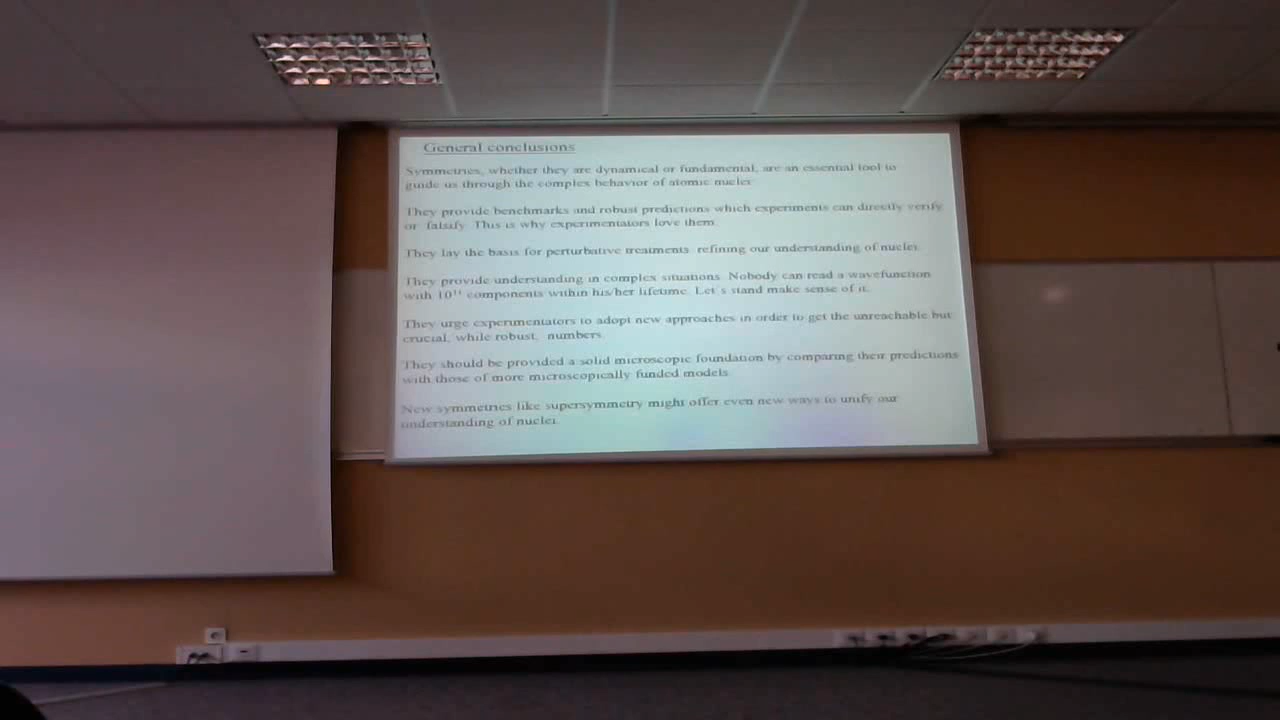 General conclusions
Symmetries, whether they are dynamical or fundamental, are an essential tool to
guide us through the complex behavior of atomic nuclei.
They provide benchmarks and robust predictions which experiments can directly verify
or falsify. This is why experimentators love them.
They lay the basis for perturbative treatments refining our understanding of nuclei.
They provide understanding in complex situations. Nobody can read a wavefunction
with components within his/her lifetime. Let's stand make sense of it.
They urge experimentators to adopt new approaches in order to get the unreachable but
crucial, while robust, numbers.
They should be provided a solid microscopic foundation by comparing their predictions
with those of more microscopically funded models.
New symmetries like supersymmetry might offer even new ways to unify our
understanding of nuclei.